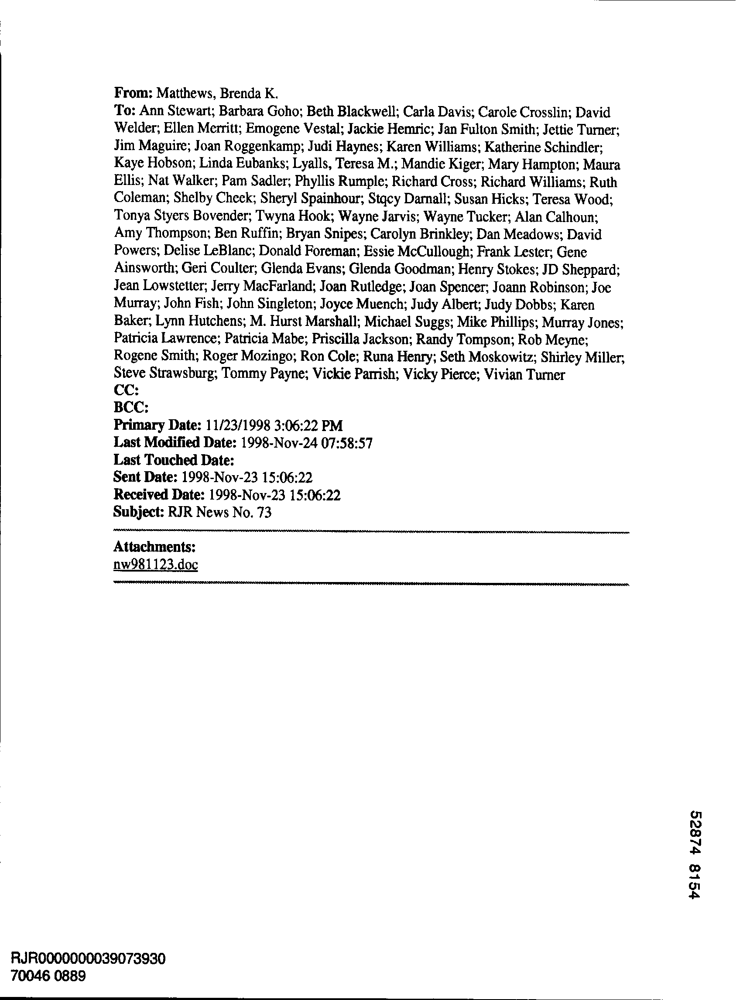 From: Matthews, Brenda K.
To: Ann Stewart; Barbara Goho; Beth Blackwell; Carla Davis; Carole Crosslin; David
Welder; Ellen Merritt; Emogene Vestal; Jackie Hemric; Jan Fulton Smith; Jettie Turner;
Jim Maguire; Joan Roggenkamp; Judi Haynes; Karen Williams; Katherine Schindler;
Kaye Hobson; Linda Eubanks; Lyalls, Teresa M.; Mandie Kiger; Mary Hampton; Maura
Ellis; Nat Walker; Pam Sadler; Phyllis Rumple; Richard Cross; Richard Williams; Ruth
Coleman; Shelby Cheek; Sheryl Spainhour; Stqcy Darnall; Susan Hicks; Teresa Wood;
Tonya Styers Bovender; Twyna Hook; Wayne Jarvis; Wayne Tucker; Alan Calhoun;
Amy Thompson; Ben Ruffin; Bryan Snipes; Carolyn Brinkley; Dan Meadows; David
Powers; Delise LeBlanc; Donald Foreman; Essie McCullough; Frank Lester; Gene
Ainsworth; Geri Coulter; Glenda Evans; Glenda Goodman; Henry Stokes; JD Sheppard;
Jean Lowstetter; Jerry MacFarland; Joan Rutledge; Joan Spencer; Joann Robinson; Joe
Murray; John Fish; John Singleton; Joyce Muench; Judy Albert; Judy Dobbs; Karen
Baker; Lynn Hutchens; M. Hurst Marshall; Michael Suggs; Mike Phillips; Murray Jones;
Patricia Lawrence; Patricia Mabe; Priscilla Jackson; Randy Tompson; Rob Meyne;
Rogene Smith; Roger Mozingo; Ron Cole; Runa Henry; Seth Moskowitz; Shirley Miller;
Steve Strawsburg; Tommy Payne; Vickie Parrish; Vicky Pierce; Vivian Turner
CC:
BCC:
Primary Date: 11/23/1998 3:06:22 PM
Last Modified Date: 1998-Nov-24 07:58:57
Last Touched Date:
Sent Date: 1998-Nov-23 15:06:22
Received Date: 1998-Nov-23 15:06:22
Subject: RJR News No. 73
Attachments:
nw981123.doc
52874 8154
RJR0000000039073930
70046 0889